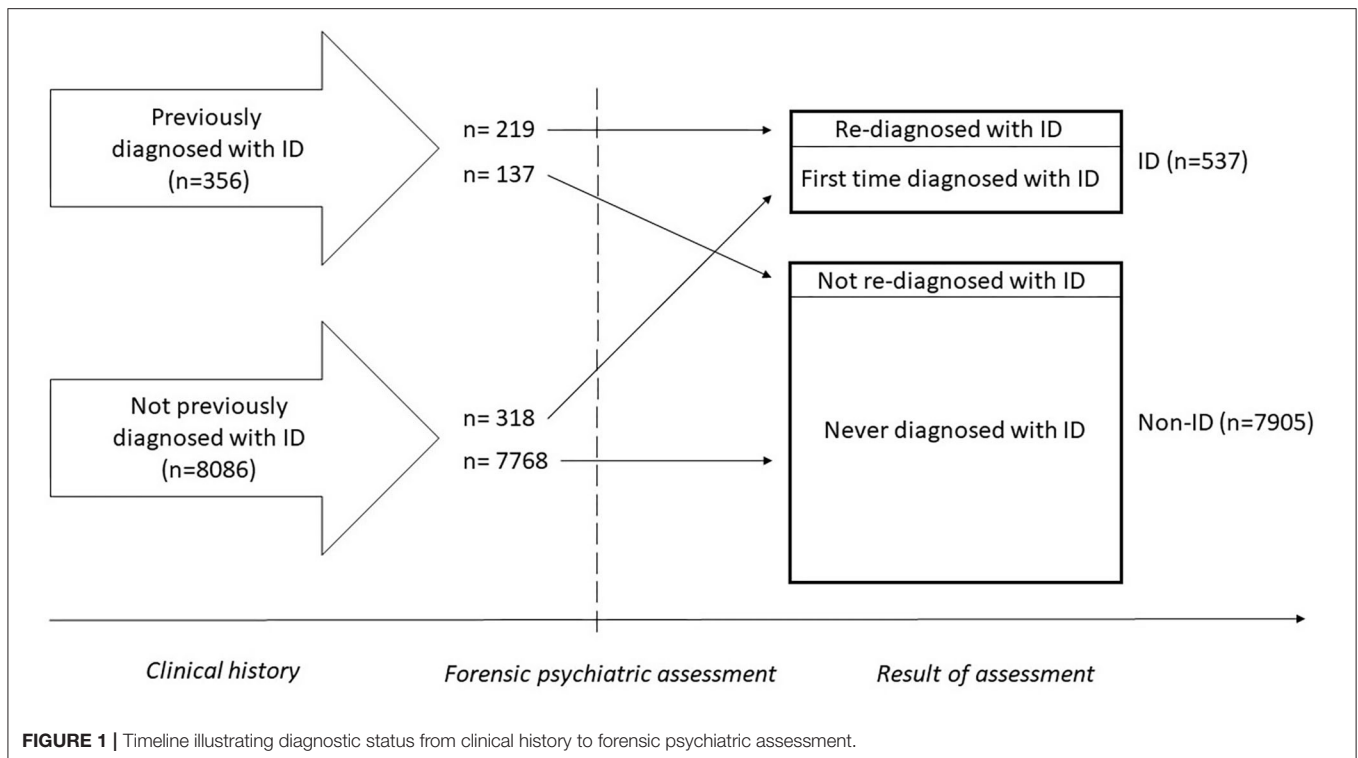 Previously
diagnosed with ID
(n=356)
n= 219
n= 137
Re-diagnosed with ID
First time diagnosed with ID
ID (n=537)
Not re-diagnosed with ID
Not previously
diagnosed with ID
(n=8086)
n= 318
n= 7768
Never diagnosed with ID
Non-ID (n=7905)
Clinical history
Forensic psychiatric assessment
Result of assessment
FIGURE 1 | Timeline illustrating diagnostic status from clinical history to forensic psychiatric assessment.